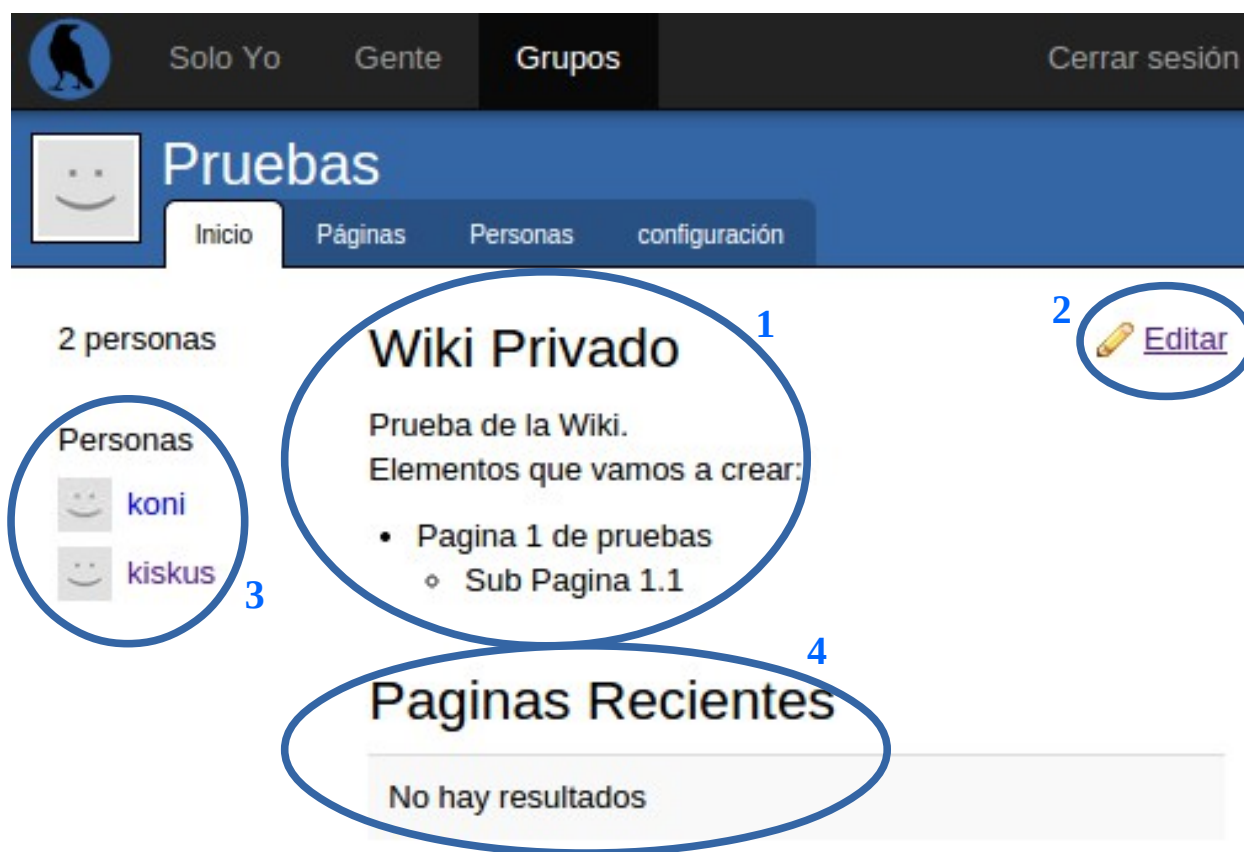 Solo Yo Gente Grupos Cerrar sesión
Pruebas
Inicio Páginas Personas configuración
2 personas
Wiki Privado
1
2
Editar
Prueba de la Wiki.
Elementos que vamos a crear:
Personas
koni
kiskus
3
• Pagina 1 de pruebas
◦ Sub Pagina 1.1
4
Paginas Recientes
No hay resultados